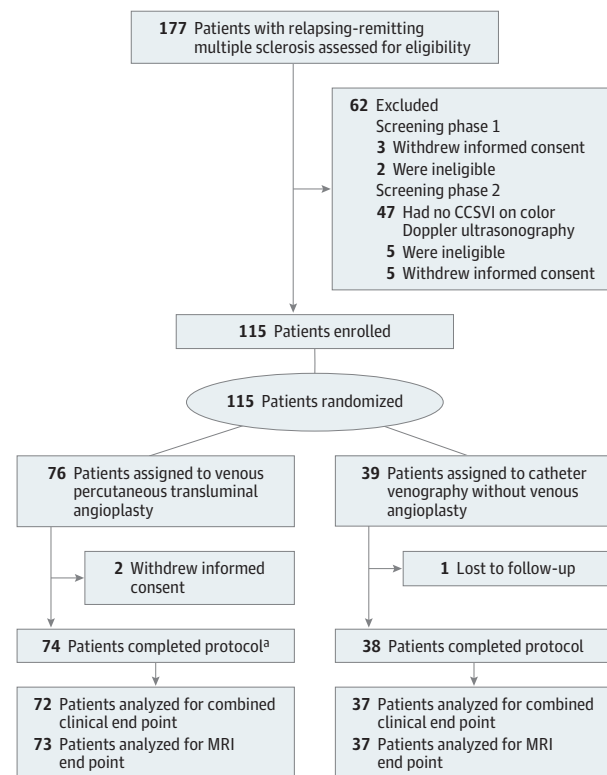 177 Patients with relapsing-remitting
multiple sclerosis assessed for eligibility
62 Excluded
Screening phase 1
3 Withdrew informed consent
2 Were ineligible
Screening phase 2
47 Had no CCSVI on color
Doppler ultrasonography
5 Were ineligible
5 Withdrew informed consent
115 Patients enrolled
115 Patients randomized
76 Patients assigned to venous
percutaneous transluminal
angioplasty
39 Patients assigned to catheter
venography without venous
angioplasty
2 Withdrew informed
consent
1 Lost to follow-up
74 Patients completed protocolᵃ
38 Patients completed protocol
72 Patients analyzed for combined
clinical end point
73 Patients analyzed for MRI
end point
37 Patients analyzed for combined
clinical end point
37 Patients analyzed for MRI
end point